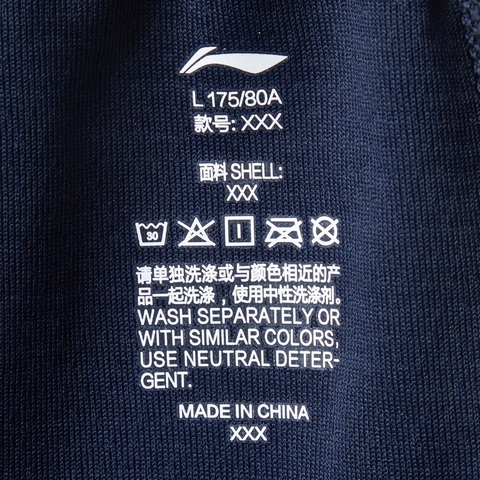 L 175/80A
款号: XXX
面料 SHELL:
XXX
30
请单独洗涤或与颜色相近的产
品一起洗涤，使用中性洗涤剂。
WASH SEPARATELY OR
WITH SIMILAR COLORS,
USE NEUTRAL DETER-
GENT.
MADE IN CHINA
XXX